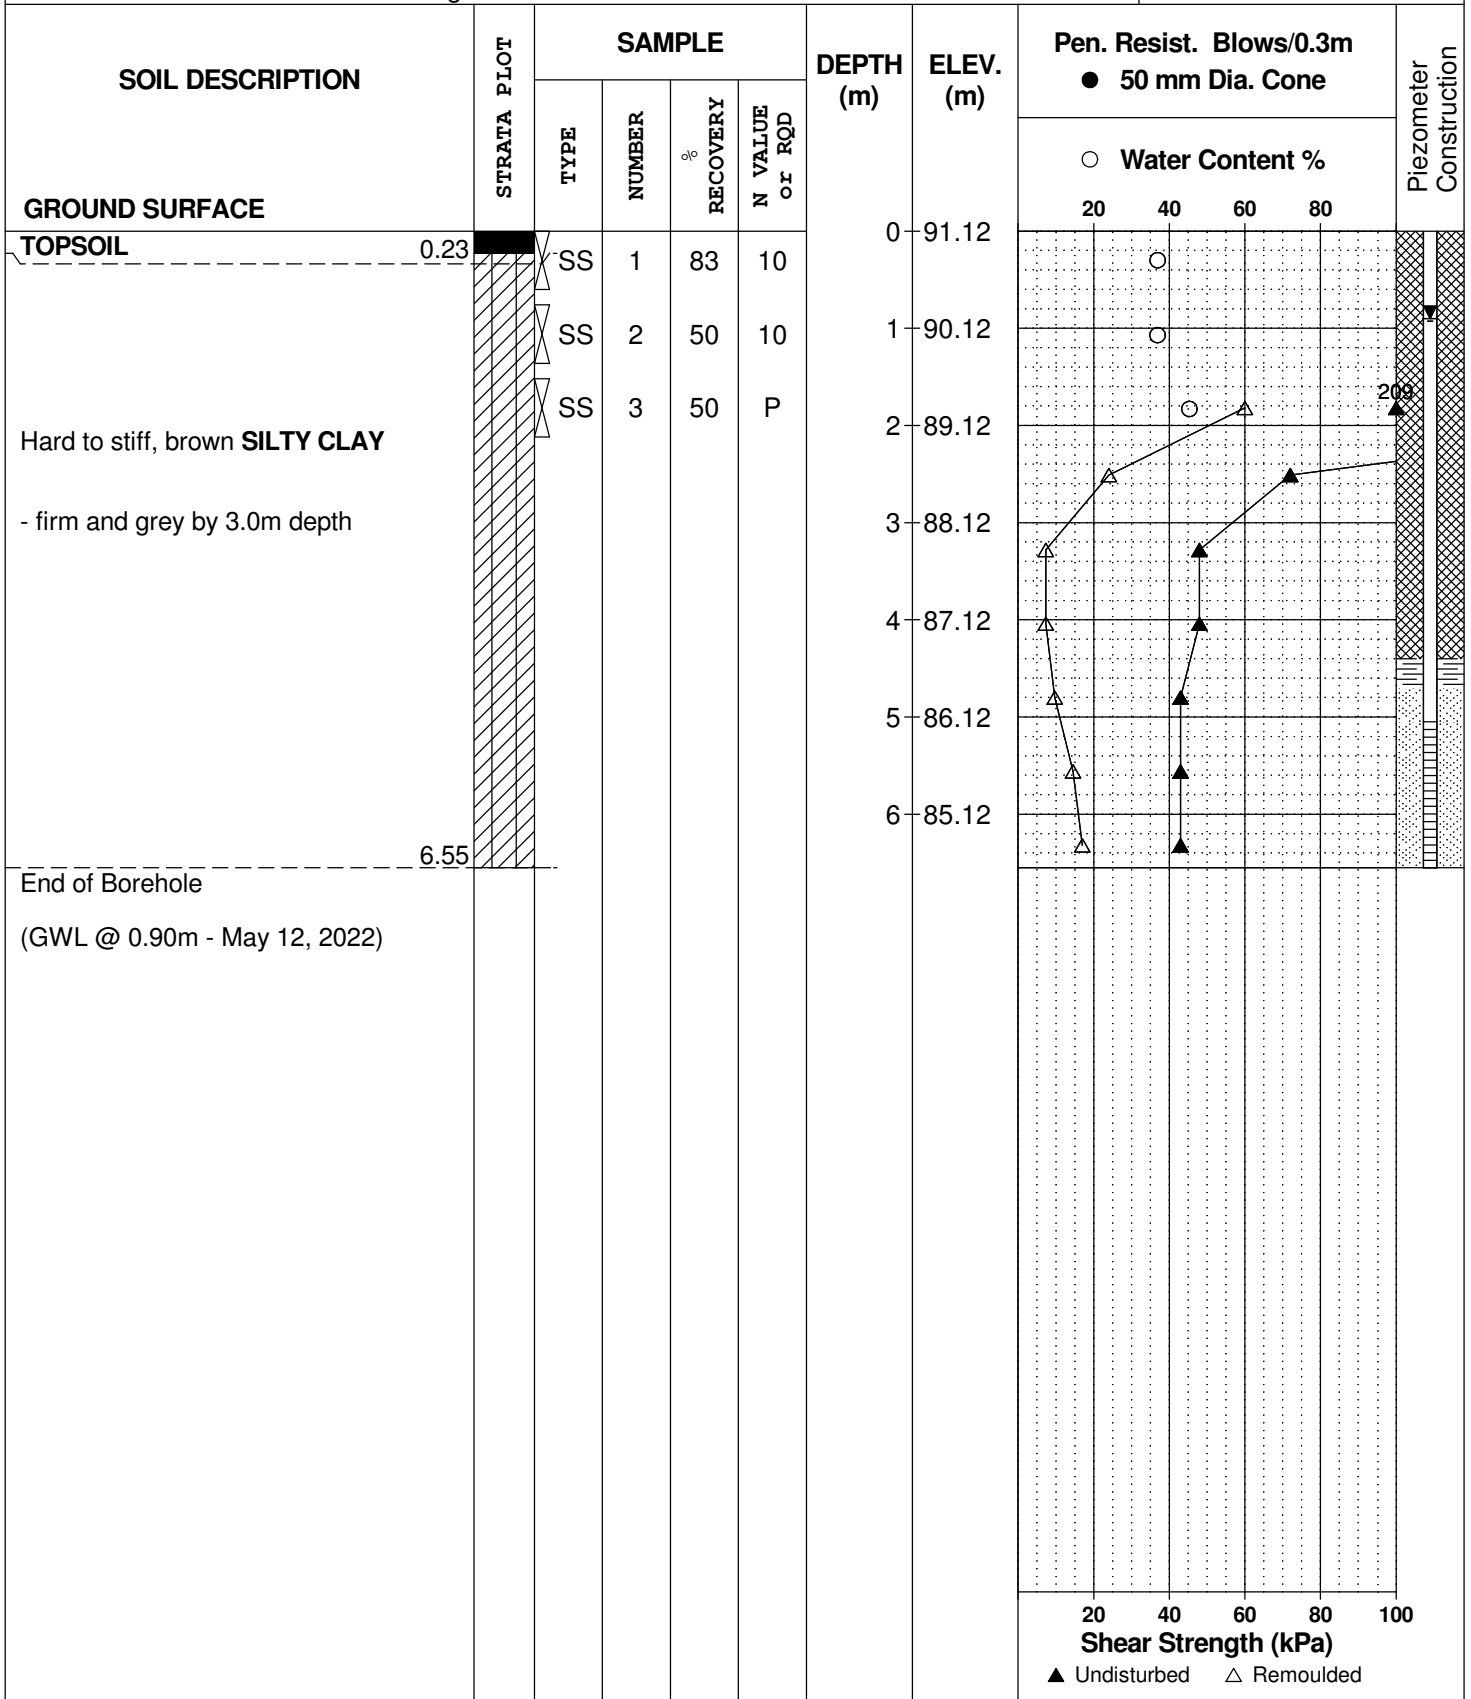 SOIL DESCRIPTION
GROUND SURFACE
STRATA PLOT
SAMPLE
TYPE
NUMBER
% RECOVERY
N VALUE or RQD
DEPTH (m)
ELEV. (m)
Pen. Resist. Blows/0.3m
● 50 mm Dia. Cone
○ Water Content %
20 40 60 80
Piezometer Construction
TOPSOIL 0.23
SS 1 83 10
0 91.12
SS 2 50 10
1 90.12
SS 3 50 P
209
2 89.12
Hard to stiff, brown SILTY CLAY
- firm and grey by 3.0m depth
3 88.12
4 87.12
5 86.12
6 85.12
6.55
End of Borehole
(GWL @ 0.90m - May 12, 2022)
20 40 60 80 100
Shear Strength (kPa)
▲ Undisturbed △ Remoulded